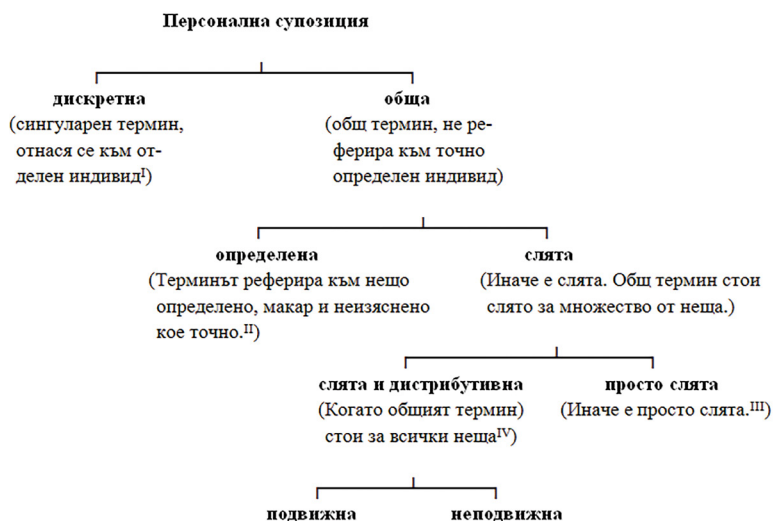 Персонална супозиция
дискретна
(сингуларен термин,
отнася се към от-
делен индивидI)
обща
(общ термин, не ре-
ферира към точно
определен индивид)
определена
(Терминът реферира към нещо
определено, макар и неизяснено
кое точно.II)
слята
(Иначе е слята. Общ термин стои
слято за множество от неща.)
слята и дистрибутивна
(Когато общият термин)
стои за всички нещаIV)
просто слята
(Иначе е просто слята.III)
подвижна
неподвижна